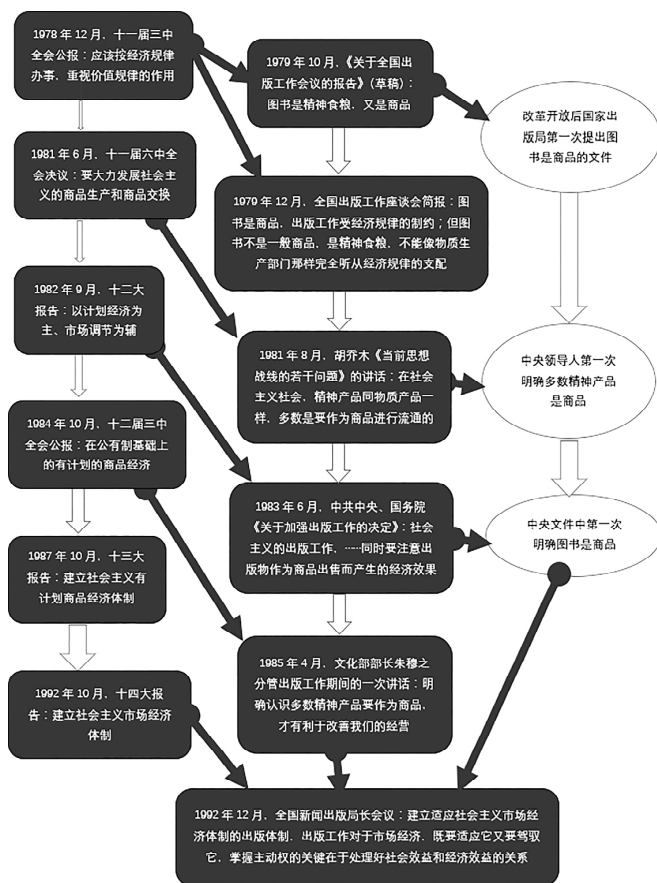 1978 年 12 月，十一届三中
全会公报：应该按经济规律
办事，重视价值规律的作用
1981 年 6 月，十一届六中全
会决议：要大力发展社会主
义的商品生产和商品交换
1982 年 9 月，十二大
报告：以计划经济为
主、市场调节为辅
1984 年 10 月，十二届三中
全会公报：在公有制基础上
的有计划的商品经济
1987 年 10 月，十三大
报告：建立社会主义有
计划商品经济体制
1992 年 10 月，十四大报
告：建立社会主义市场经济
体制
1979 年 10 月，《关于全国出
版工作会议的报告》（草稿）：
图书是精神食粮，又是商品
1979 年 12 月，全国出版工作座谈会简报：图
书是商品，出版工作受经济规律的制约；但图
书不是一般商品，是精神食粮，不能像物质生
产部门那样完全听从经济规律的支配
1981 年 8 月，胡乔木《当前思想
战线的若干问题》的讲话：在社会
主义社会，精神产品同物质产品一
样，多数是要作为商品进行流通的
1983 年 6 月，中共中央、国务院
《关于加强出版工作的决定》：社会
主义的出版工作，……同时要注意出
版物作为商品出售而产生的经济效果
1985 年 4 月，文化部部长朱穆之
分管出版工作期间的一次讲话：明
确认识多数精神产品要作为商品，
才有利于改善我们的经营
改革开放后国家出
版局第一次提出图
书是商品的文件
中央领导人第一次
明确多数精神产品
是商品
中央文件中第一次
明确图书是商品
1992 年 12 月，全国新闻出版局长会议：建立适应社会主义市场经
济体制的出版体制，出版工作对于市场经济，既要适应它又要驾驭
它，掌握主动权的关键在于处理好社会效益和经济效益的关系